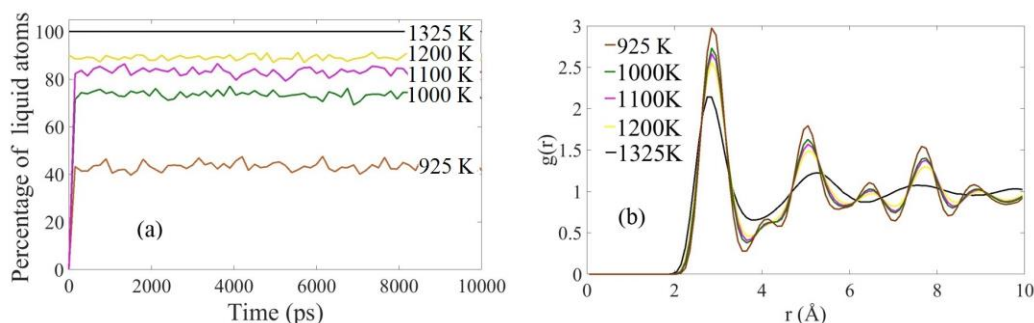 Percentage of liquid atoms
100
80
60
40
20
0
1325 K
1200 K
1100 K
1000 K
925 K
(a)
0 2000 4000 6000 8000 10000
Time (ps)
g(r)
3
2.5
2
1.5
1
0.5
0
925 K
1000K
1100K
1200K
1325K
(b)
0 2 4 6 8 10
r (Å)